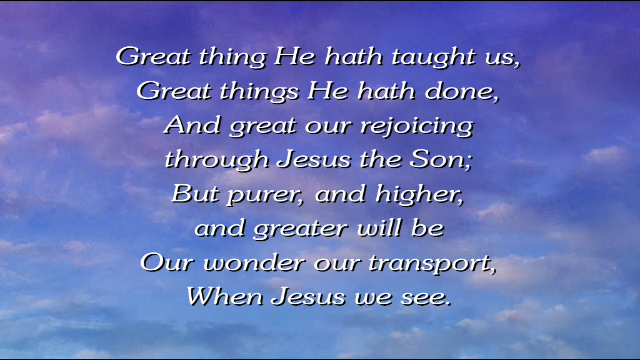 Great thing He hath taught us,
Great things He hath done,
And great our rejoicing
through Jesus the Son;
But purer, and higher,
and greater will be
Our wonder our transport,
When Jesus we see.